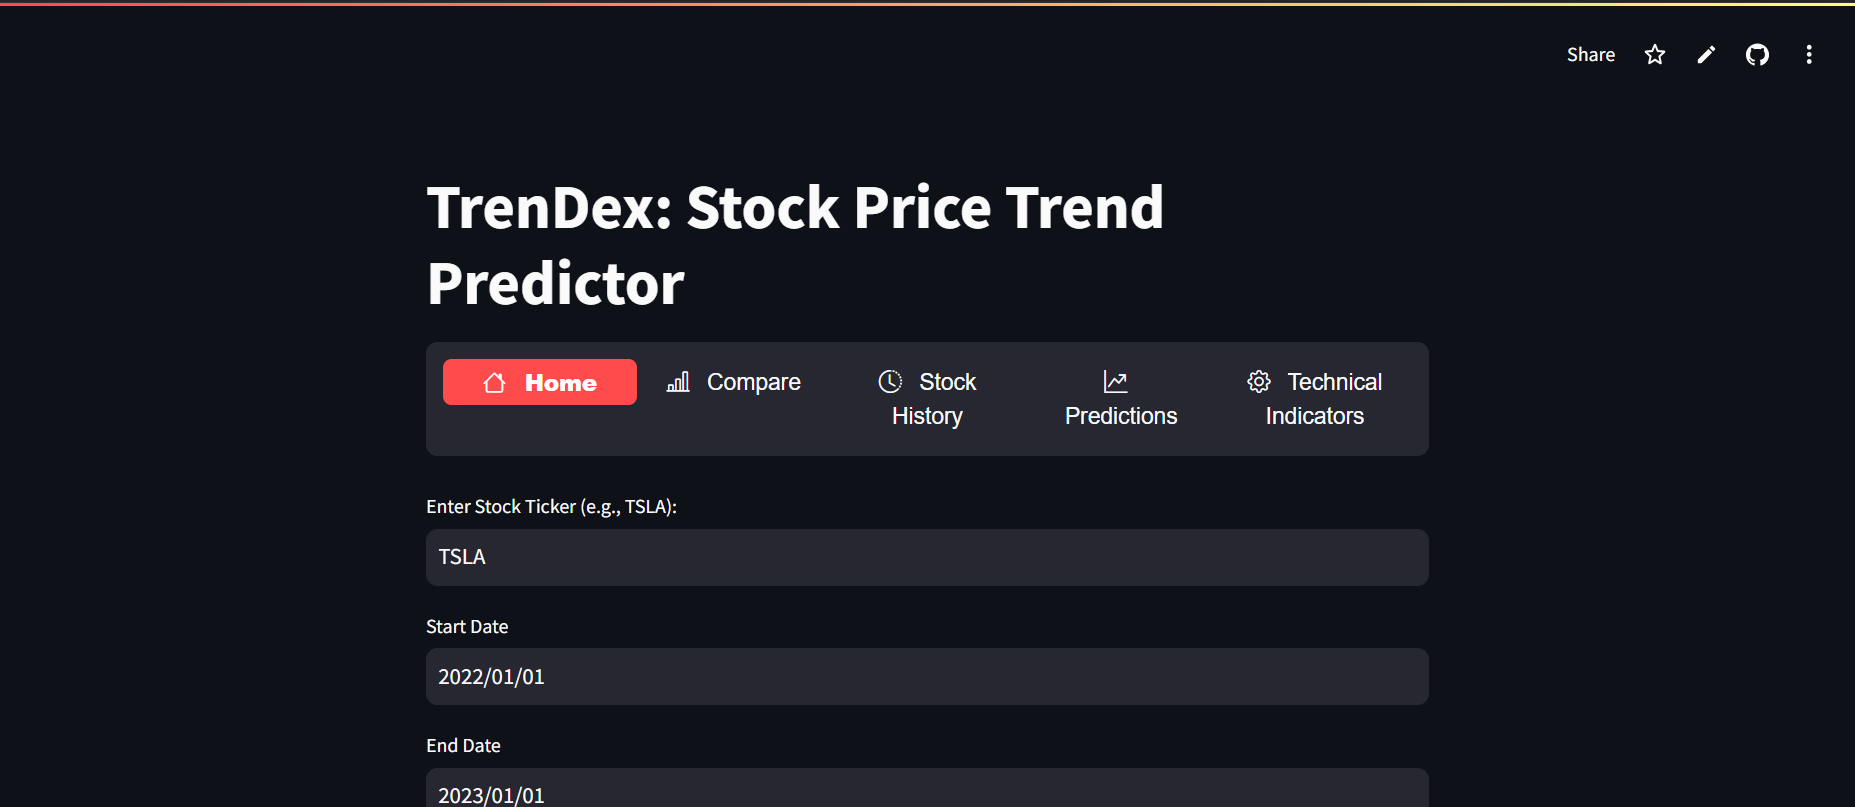 Share
TrenDex: Stock Price Trend
Predictor
Home
Compare
Stock
History
Predictions
Technical
Indicators
Enter Stock Ticker (e.g., TSLA):
TSLA
Start Date
2022/01/01
End Date
2023/01/01